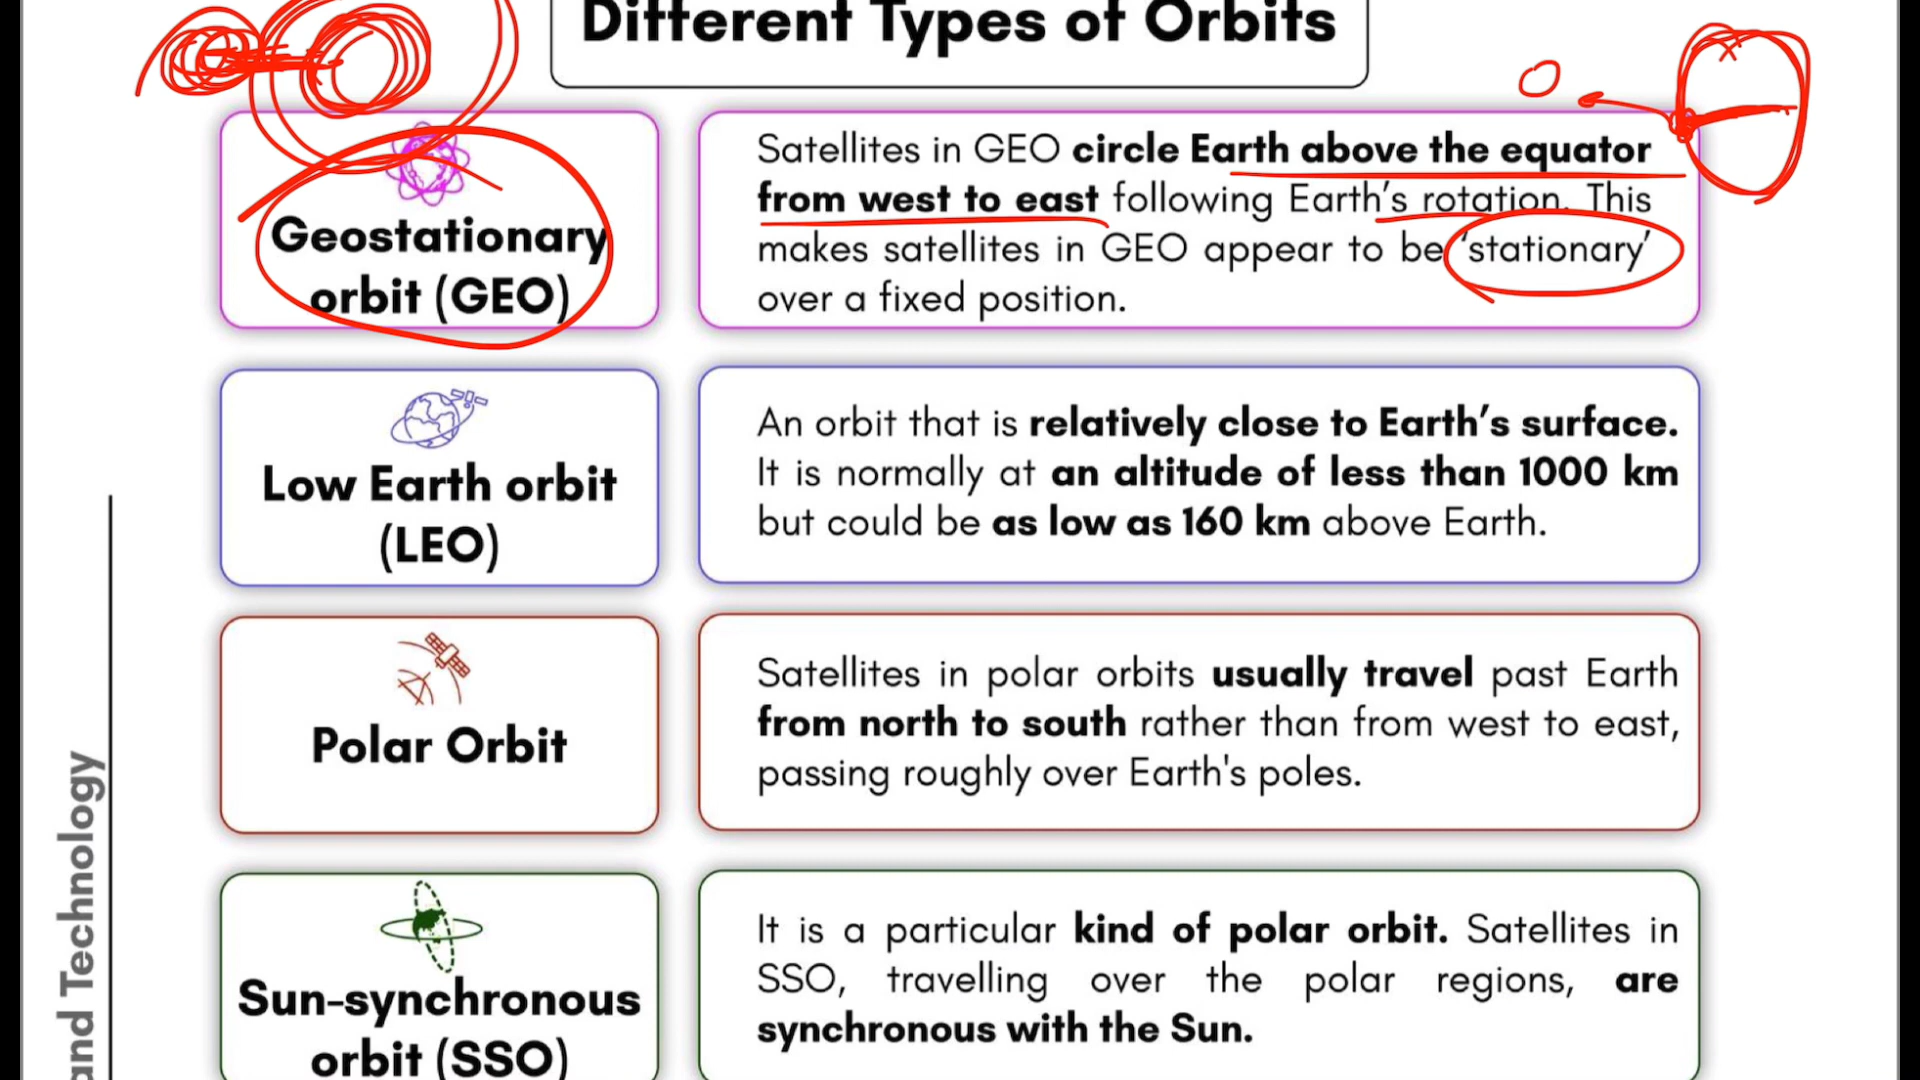 Different Types of Orbits
Geostationary
orbit (GEO)
Satellites in GEO circle Earth above the equator
from west to east following Earth's rotation. This
makes satellites in GEO appear to be 'stationary'
over a fixed position.
Low Earth orbit
(LEO)
An orbit that is relatively close to Earth's surface.
It is normally at an altitude of less than 1000 km
but could be as low as 160 km above Earth.
Polar Orbit
Satellites in polar orbits usually travel past Earth
from north to south rather than from west to east,
passing roughly over Earth's poles.
Sun-synchronous
orbit (SSO)
It is a particular kind of polar orbit. Satellites in
SSO, travelling over the polar regions, are
synchronous with the Sun.
and Technology